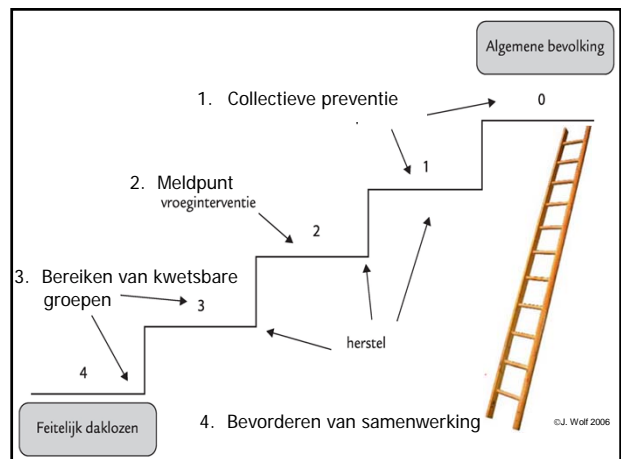 Algemene bevolking
1. Collectieve preventie
0
1
2. Meldpunt
vroeginterventie
2
3. Bereiken van kwetsbare
groepen
3
herstel
4
Feitelijk daklozen
4. Bevorderen van samenwerking
©J. Wolf 2006